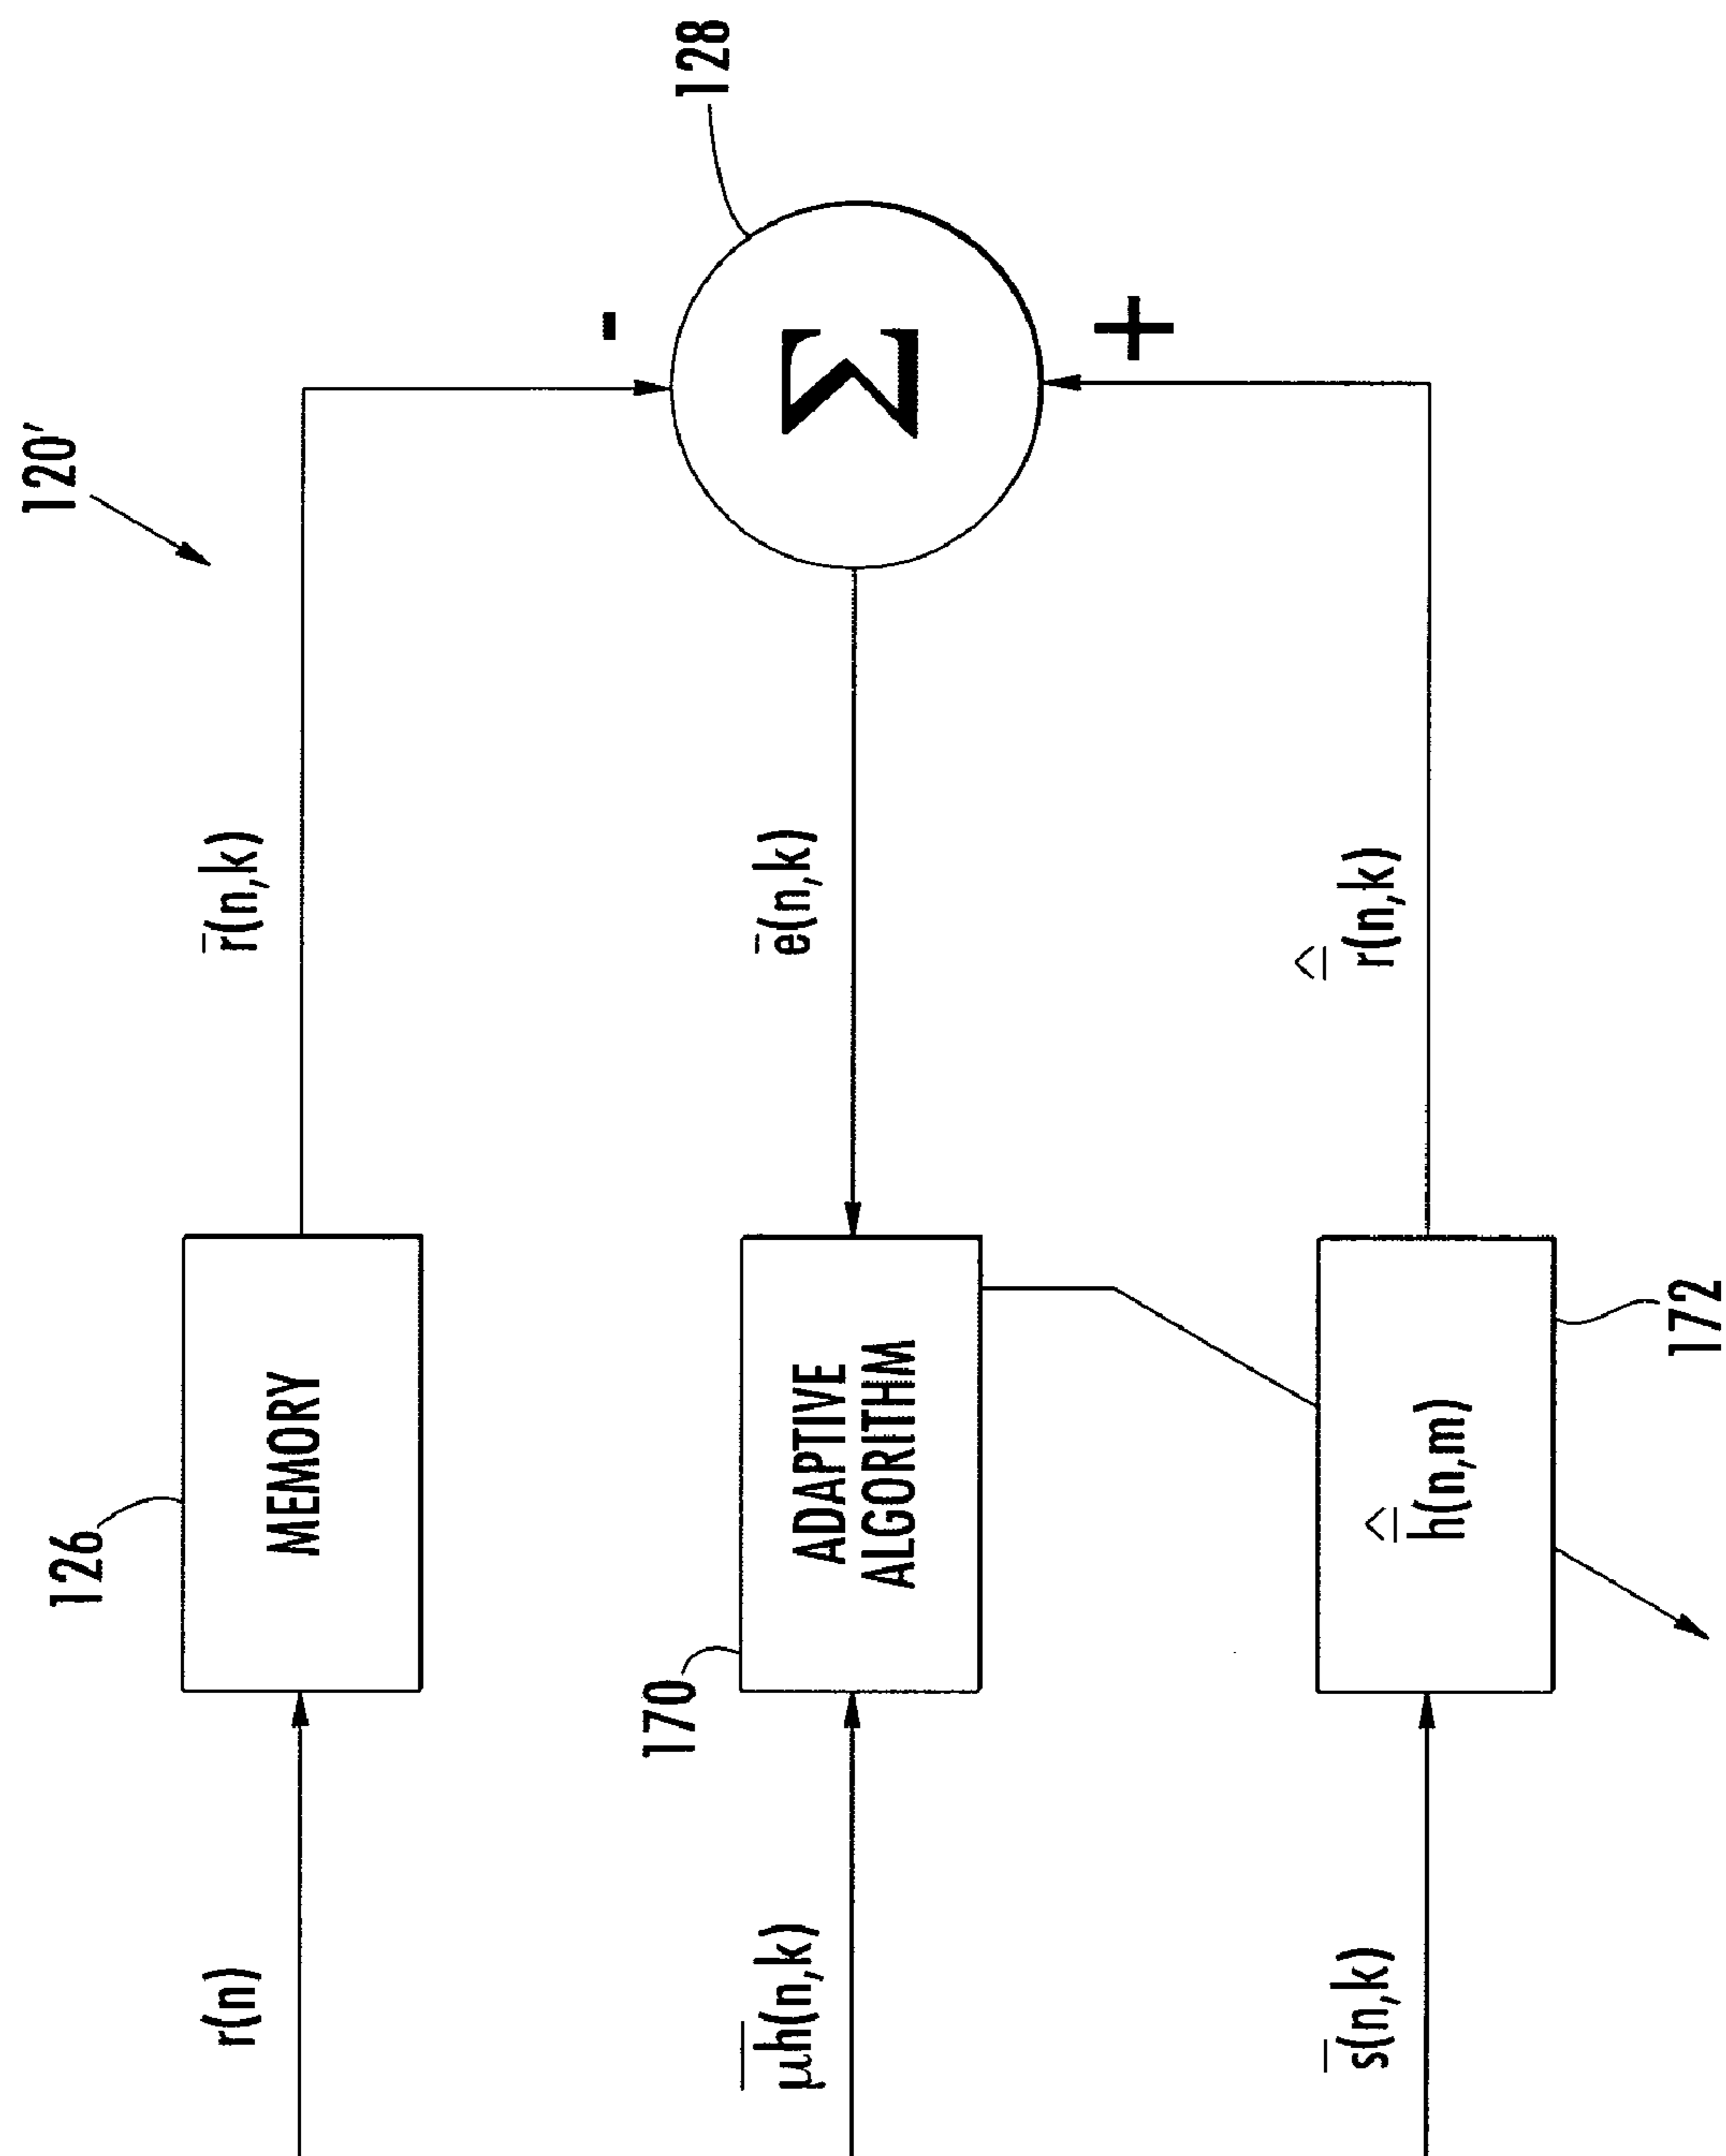 120′
r(n)
126
MEMORY
r̄(n,k)
-
128
Σ
+
μ̅h̅(n,k)
170
ADAPTIVE
ALGORITHM
ē(n,k)
s̄(n,k)
ĥ̄(n,m)
172
r̂̄(n,k)